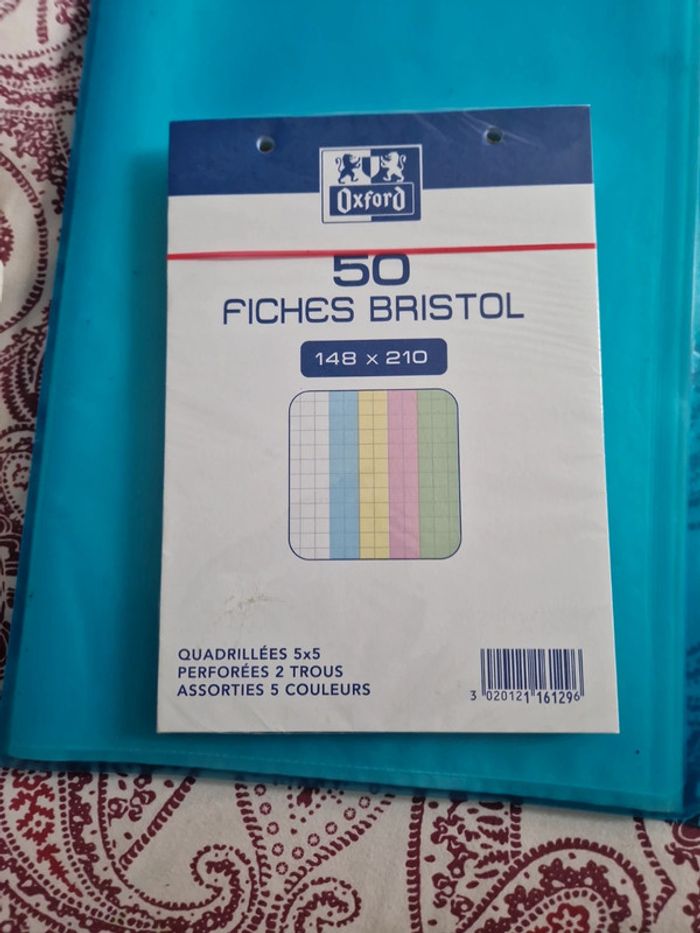 Oxford
50
FICHES BRISTOL
148 x 210
QUADRILLÉES 5x5
PERFORÉES 2 TROUS
ASSORTIES 5 COULEURS
3 020121 161296